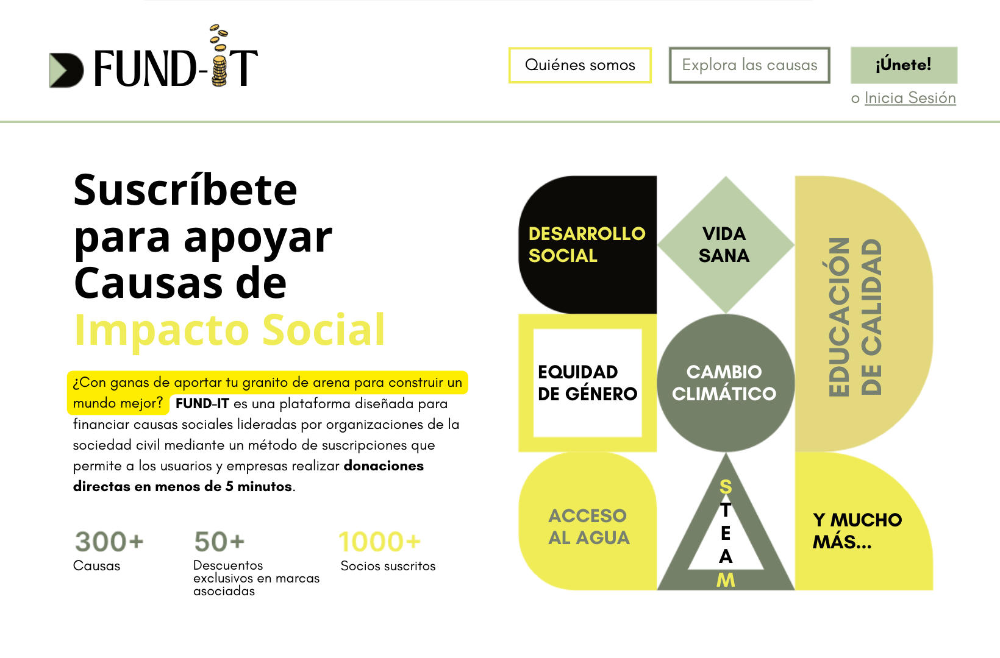 FUND-IT
Quiénes somos
Explora las causas
¡Únete!
o Inicia Sesión
Suscríbete
para apoyar
Causas de
Impacto Social
¿Con ganas de aportar tu granito de arena para construir un
mundo mejor? FUND-IT es una plataforma diseñada para
financiar causas sociales lideradas por organizaciones de la
sociedad civil mediante un método de suscripciones que
permite a los usuarios y empresas realizar donaciones
directas en menos de 5 minutos.
300+
Causas
50+
Descuentos
exclusivos en marcas
asociadas
1000+
Socios suscritos
DESARROLLO
SOCIAL
VIDA
SANA
EDUCACIÓN
DE CALIDAD
EQUIDAD
DE GÉNERO
CAMBIO
CLIMÁTICO
ACCESO
AL AGUA
S
T
E
A
M
Y MUCHO
MÁS...